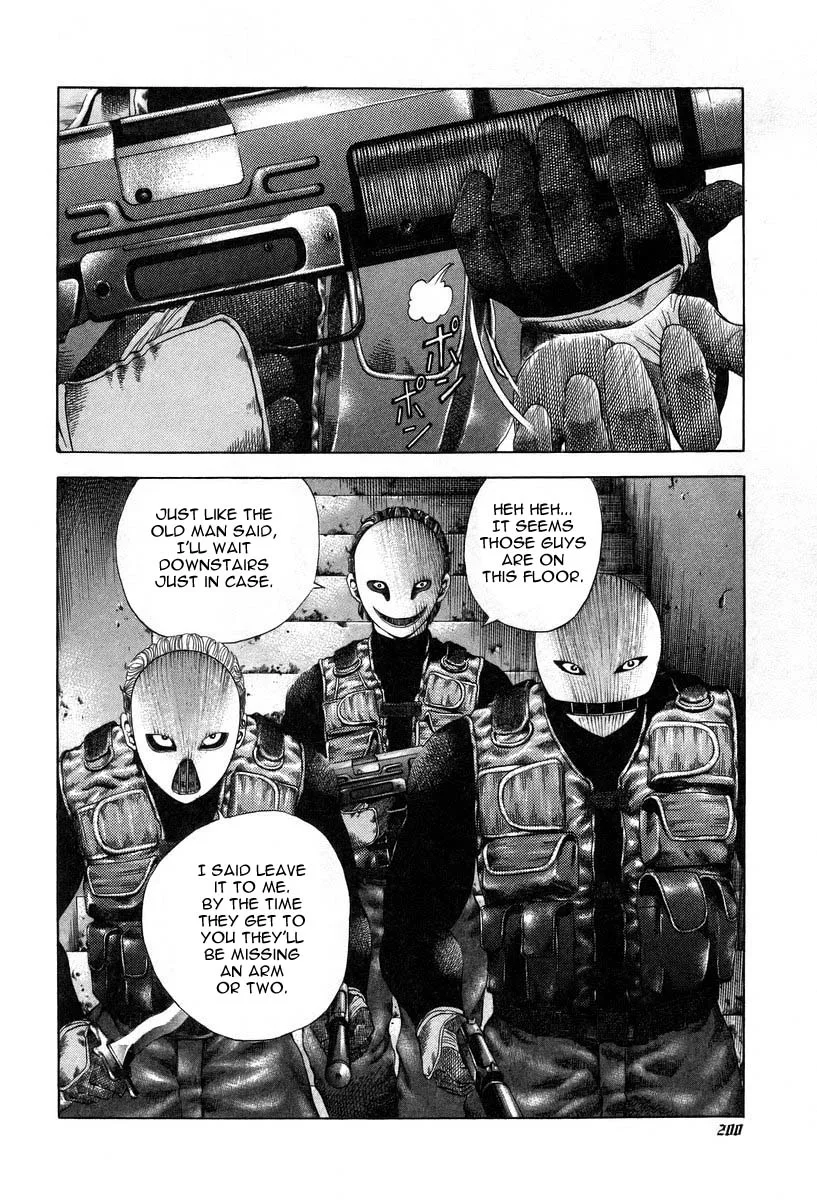 ポン
ポン
HEH HEH...
IT SEEMS
THOSE GUYS
ARE ON
THIS FLOOR.
JUST LIKE THE
OLD MAN SAID,
I'LL WAIT
DOWNSTAIRS
JUST IN CASE.
I SAID LEAVE
IT TO ME.
BY THE TIME
THEY GET TO
YOU THEY'LL
BE MISSING
AN ARM
OR TWO.
200